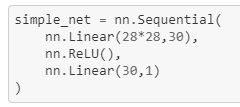 simple_net = nn.Sequential(
    nn.Linear(28*28,30),
    nn.ReLU(),
    nn.Linear(30,1)
)